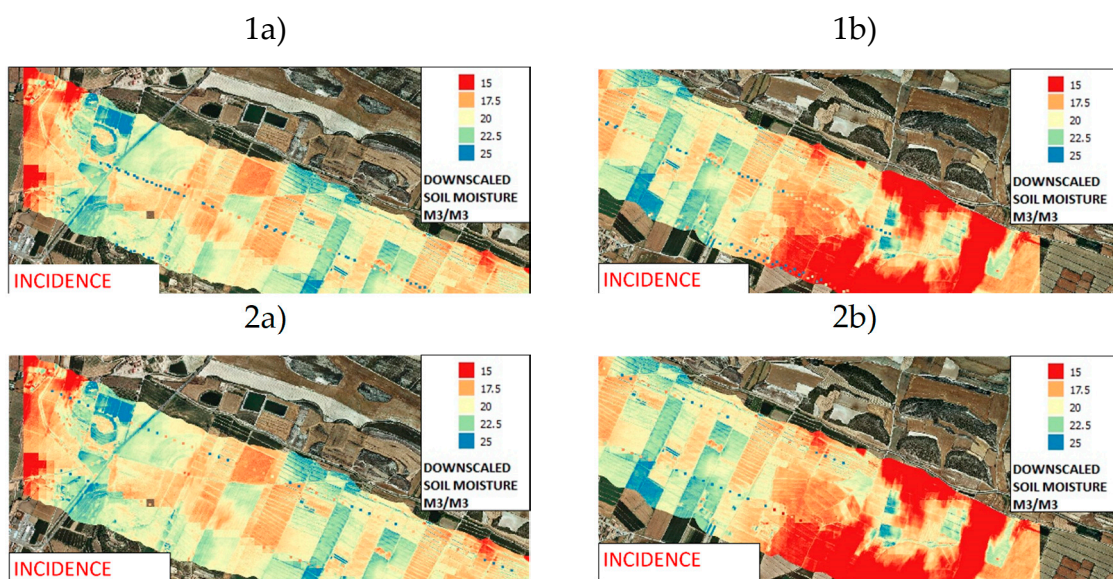 1a)
1b)
15
17.5
20
22.5
25
DOWNSCALED
SOIL MOISTURE
M3/M3
INCIDENCE
15
17.5
20
22.5
25
DOWNSCALED
SOIL MOISTURE
M3/M3
INCIDENCE
2a)
2b)
15
17.5
20
22.5
25
DOWNSCALED
SOIL MOISTURE
M3/M3
INCIDENCE
15
17.5
20
22.5
25
DOWNSCALED
SOIL MOISTURE
M3/M3
INCIDENCE